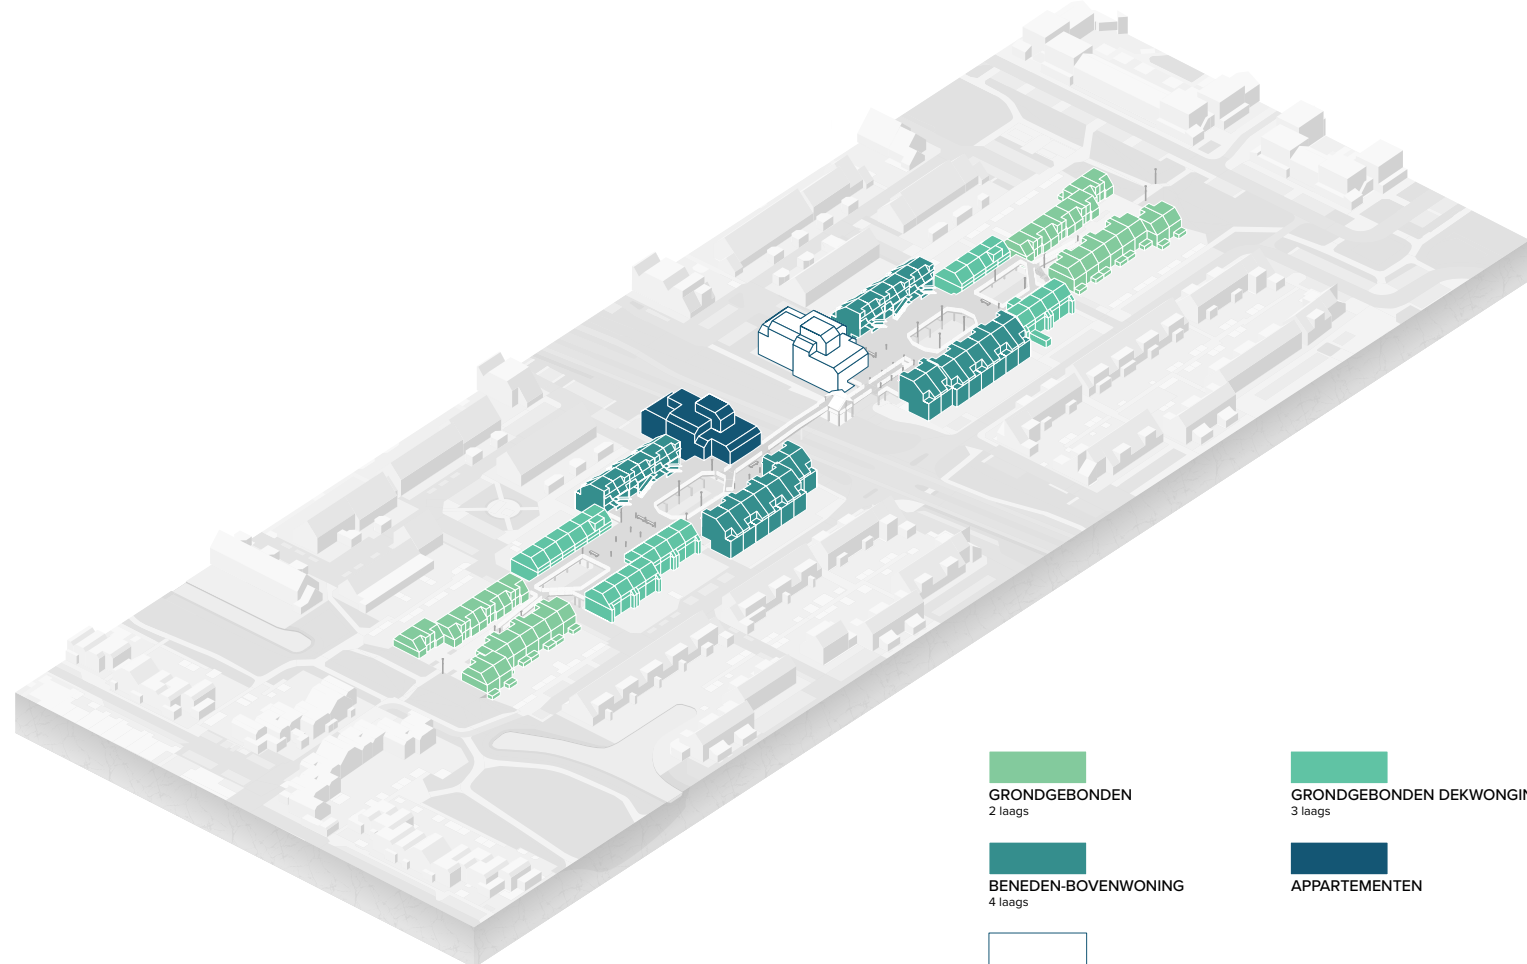 GRONDGEBONDEN
2 laags
GRONDGEBONDEN DEKWONGIN
3 laags
BENEDEN-BOVENWONING
4 laags
APPARTEMENTEN